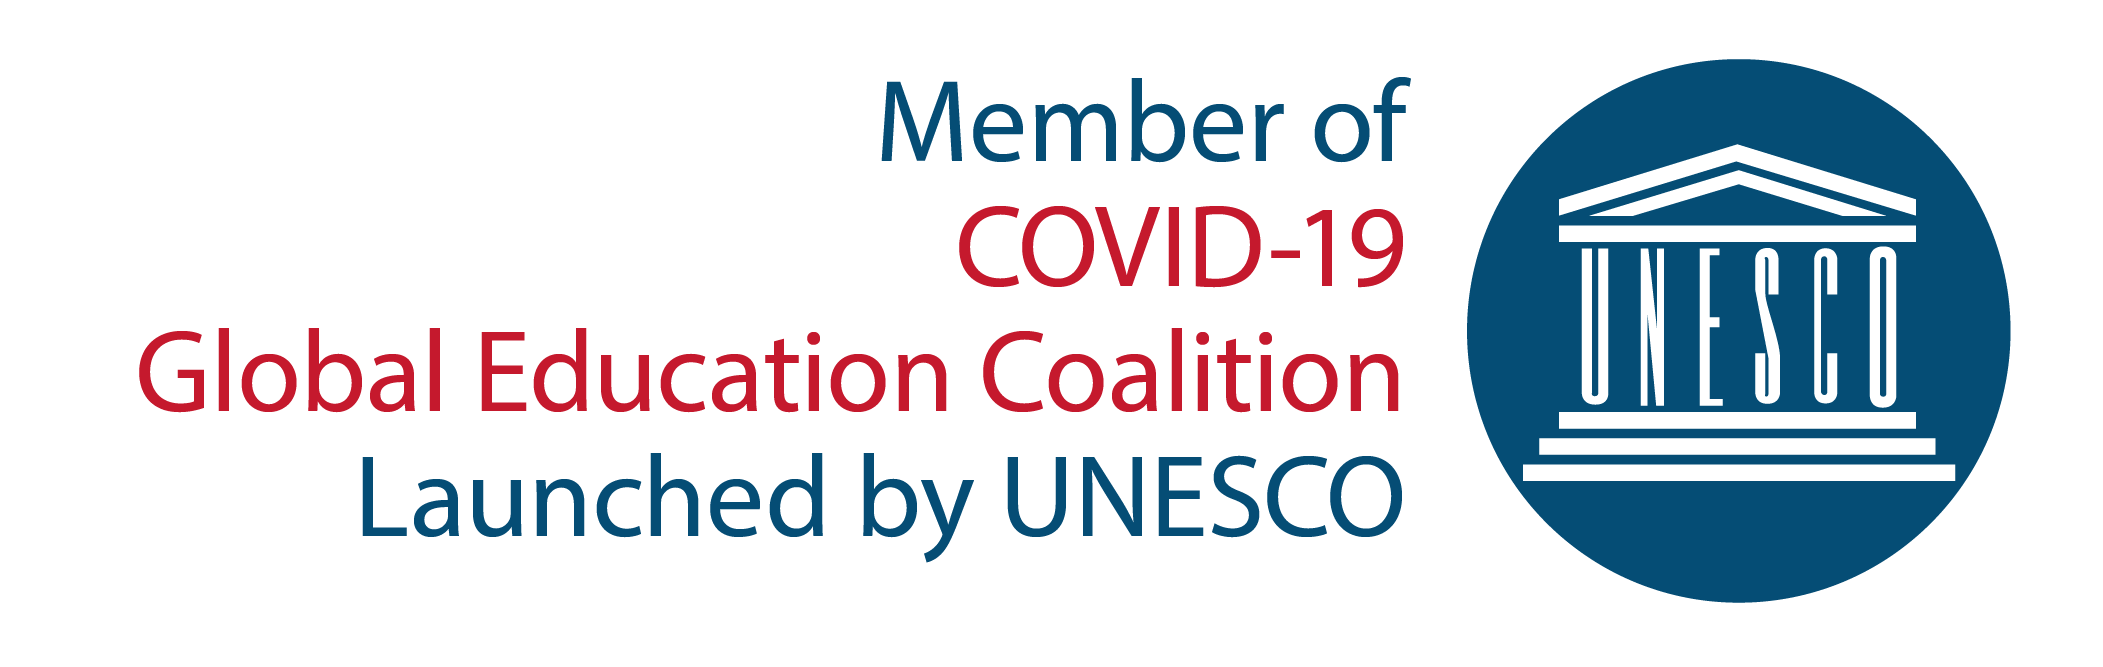 Member of
COVID-19
Global Education Coalition
Launched by UNESCO
UNESCO